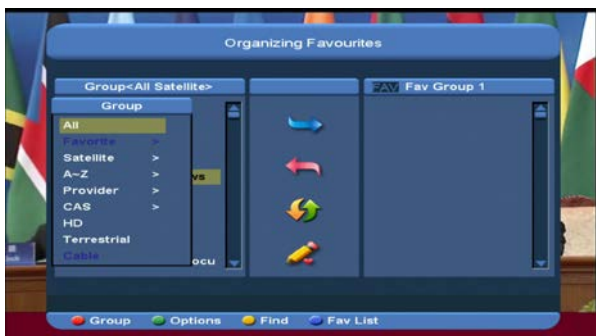 Organizing Favourites
Group<All Satellite>
FAV Fav Group 1
Group
All
Favorite >
Satellite >
A~Z >
Provider >
CAS >
HD
Terrestrial
Cable
ws
ocu
Group Options Find Fav List